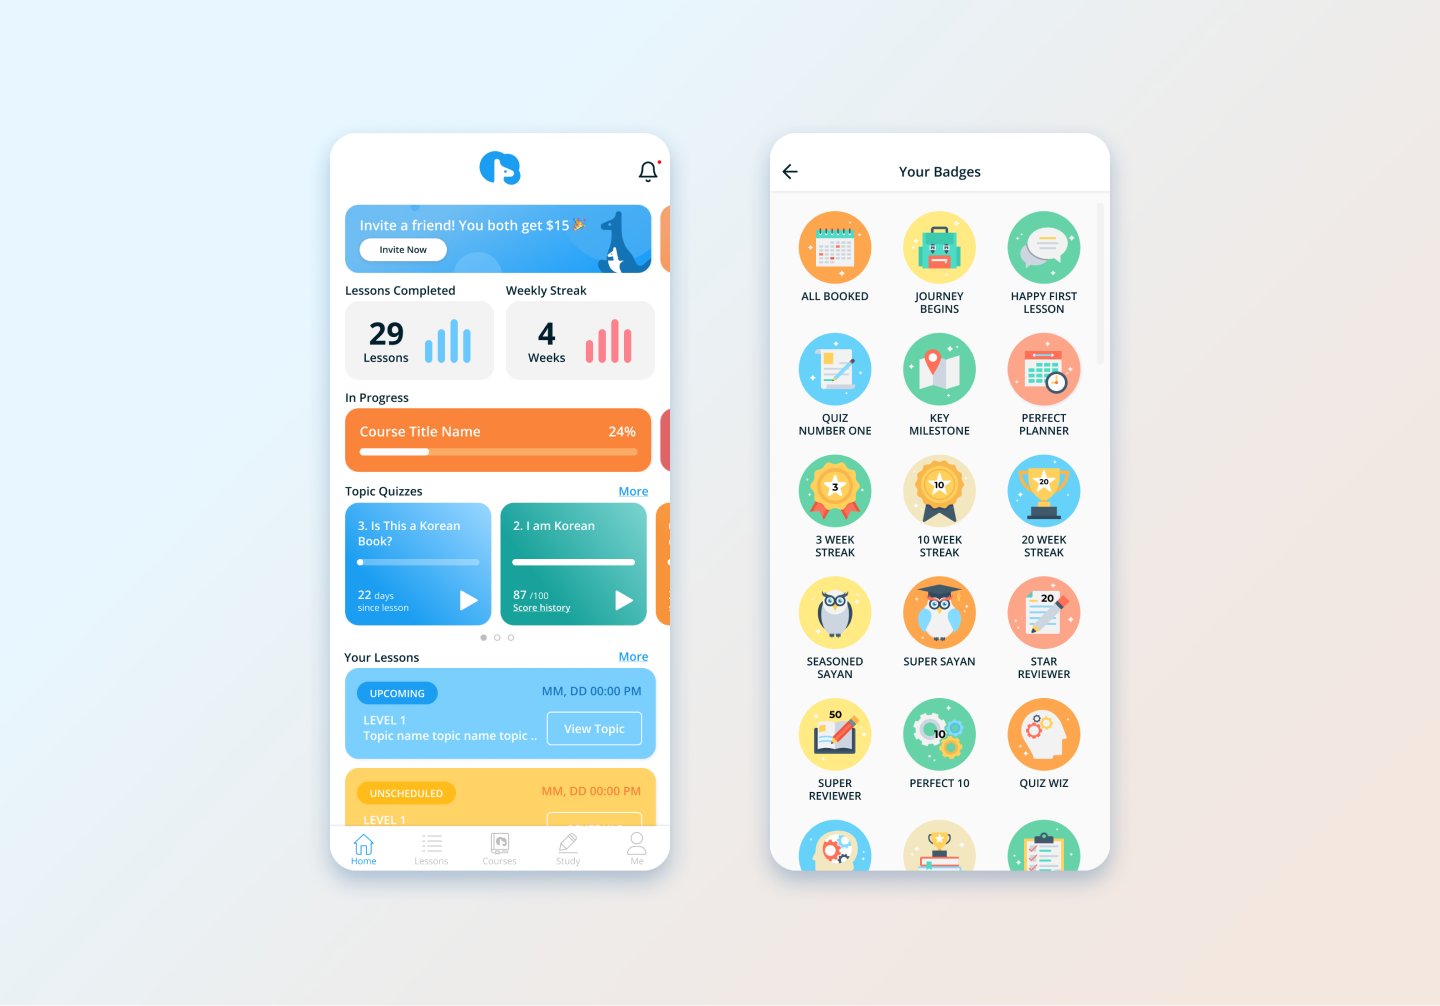 Invite a friend! You both get $15 🎉
Invite Now
Lessons Completed
Weekly Streak
29
Lessons
4
Weeks
In Progress
Course Title Name
24%
Topic Quizzes
More
3. Is This a Korean
Book?
22 days
since lesson
2. I am Korean
87 /100
Score history
Your Lessons
More
UPCOMING
MM, DD 00:00 PM
LEVEL 1
Topic name topic name topic ..
View Topic
UNSCHEDULED
MM, DD 00:00 PM
LEVEL 1
Home
Lessons
Courses
Study
Me
Your Badges
ALL BOOKED
JOURNEY
BEGINS
HAPPY FIRST
LESSON
QUIZ
NUMBER ONE
KEY
MILESTONE
PERFECT
PLANNER
3
3 WEEK
STREAK
10
10 WEEK
STREAK
20
20 WEEK
STREAK
SEASONED
SAYAN
SUPER SAYAN
20
STAR
REVIEWER
50
SUPER
REVIEWER
10
PERFECT 10
QUIZ WIZ